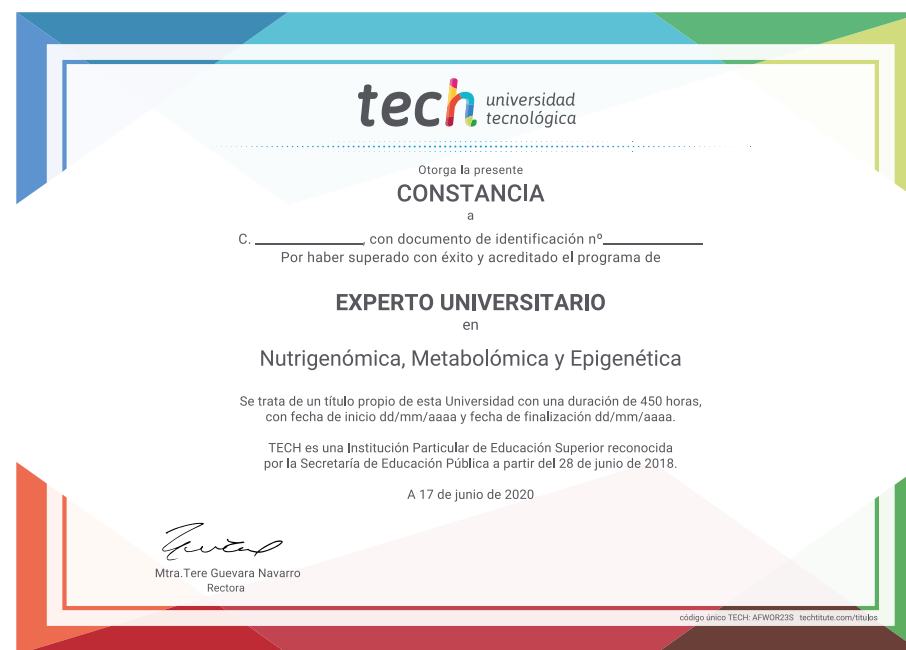 tech universidad
tecnológica
Otorga la presente
CONSTANCIA
a
C. ____________, con documento de identificación nº___________
Por haber superado con éxito y acreditado el programa de
EXPERTO UNIVERSITARIO
en
Nutrigenómica, Metabolómica y Epigenética
Se trata de un título propio de esta Universidad con una duración de 450 horas,
con fecha de inicio dd/mm/aaaa y fecha de finalización dd/mm/aaaa.
TECH es una Institución Particular de Educación Superior reconocida
por la Secretaría de Educación Pública a partir del 28 de junio de 2018.
A 17 de junio de 2020
Mtra.Tere Guevara Navarro
Rectora
código único TECH: AFWOR23S techtitute.com/titulos